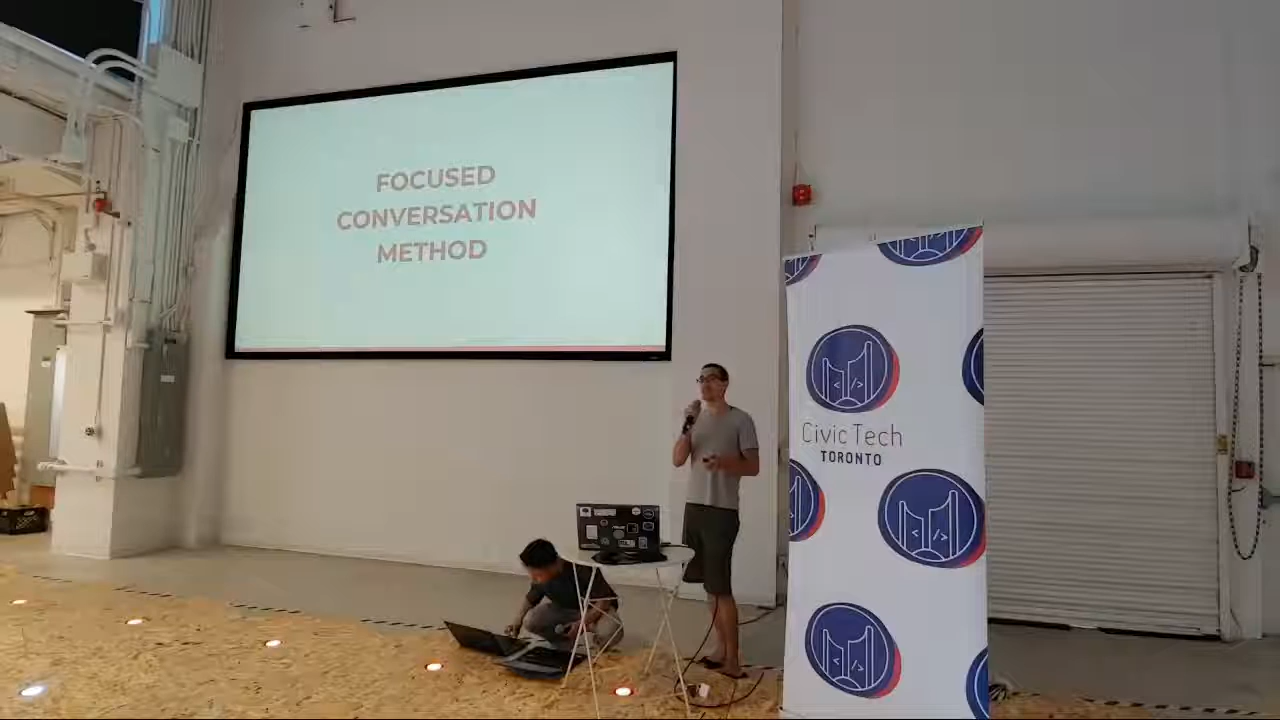 FOCUSED
CONVERSATION
METHOD
Civic Tech
TORONTO